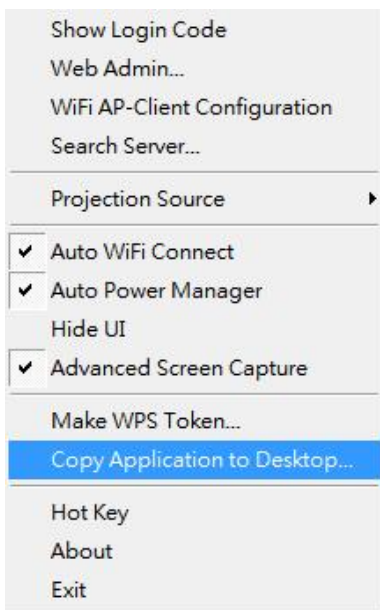 Show Login Code
Web Admin...
WiFi AP-Client Configuration
Search Server...
Projection Source
Auto WiFi Connect
Auto Power Manager
Hide UI
Advanced Screen Capture
Make WPS Token...
Copy Application to Desktop...
Hot Key
About
Exit